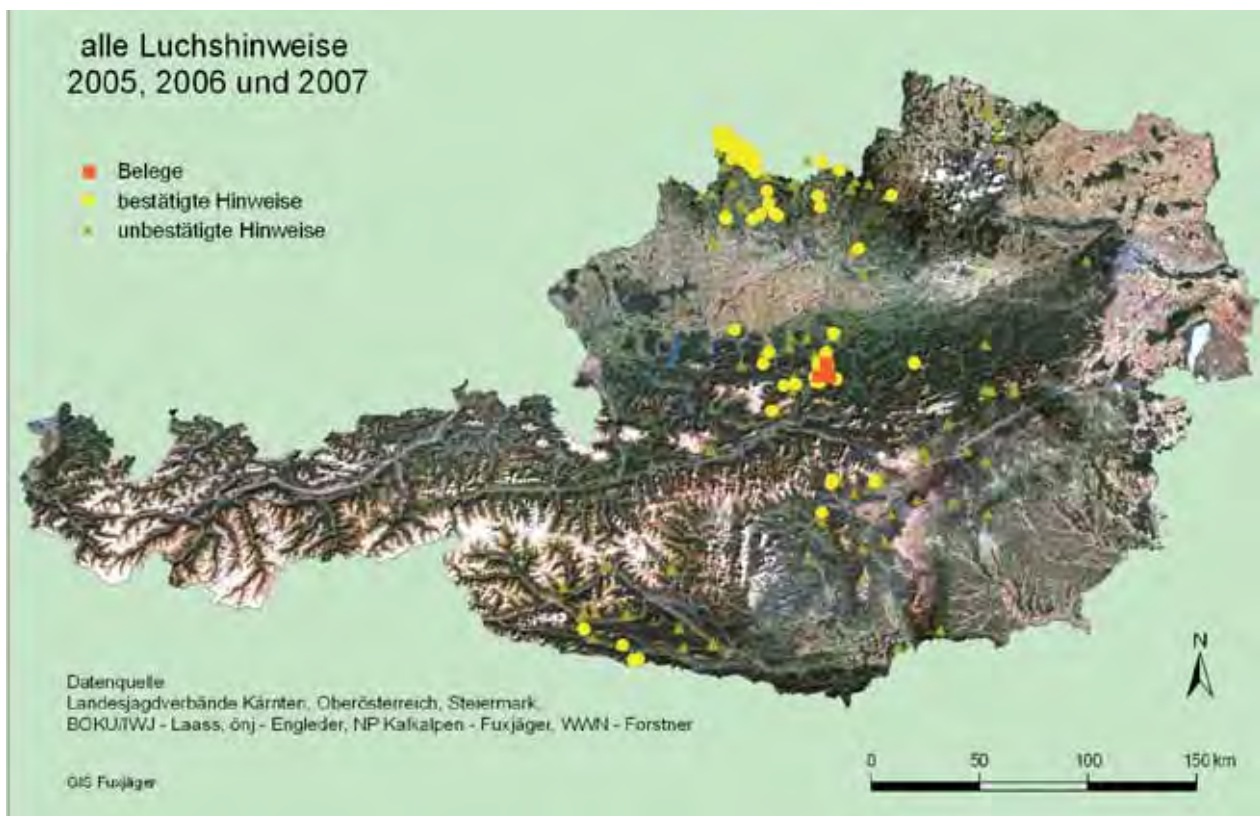 alle Luchshinweise
2005, 2006 und 2007
Belege
bestätigte Hinweise
unbestätigte Hinweise
N
Datenquelle
Landesjagdverbände Kärnten, Oberösterreich, Steiermark,
BOKU/IWJ - Laass, önj - Engleder, NP Kalkalpen - Fuxjäger, WWN - Forstner
0 50 100 150 km
GIS Fuxjäger